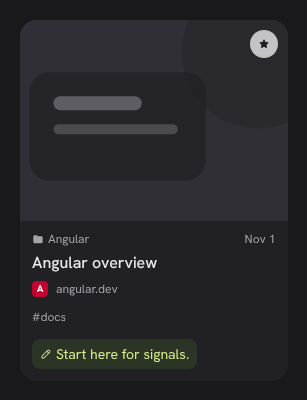 Angular Nov 1
Angular overview
A angular.dev
#docs
Start here for signals.